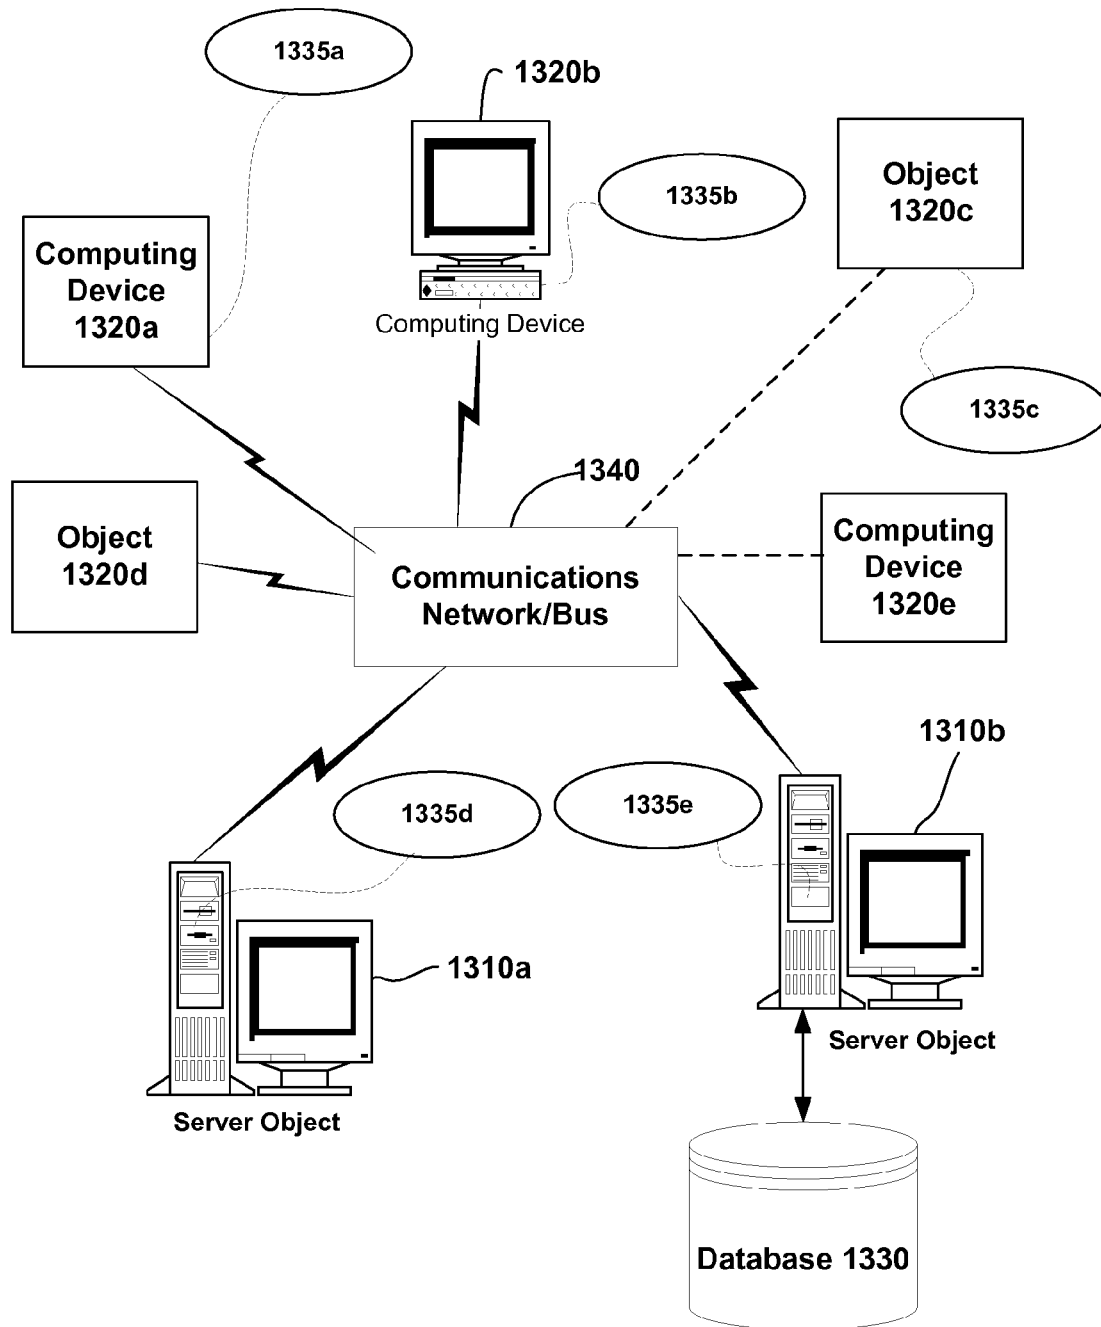 1335a
1320b
1335b
Object
1320c
Computing
Device
1320a
Computing Device
1335c
1340
Object
1320d
Communications
Network/Bus
Computing
Device
1320e
1310b
1335d
1335e
1310a
Server Object
Server Object
Database 1330